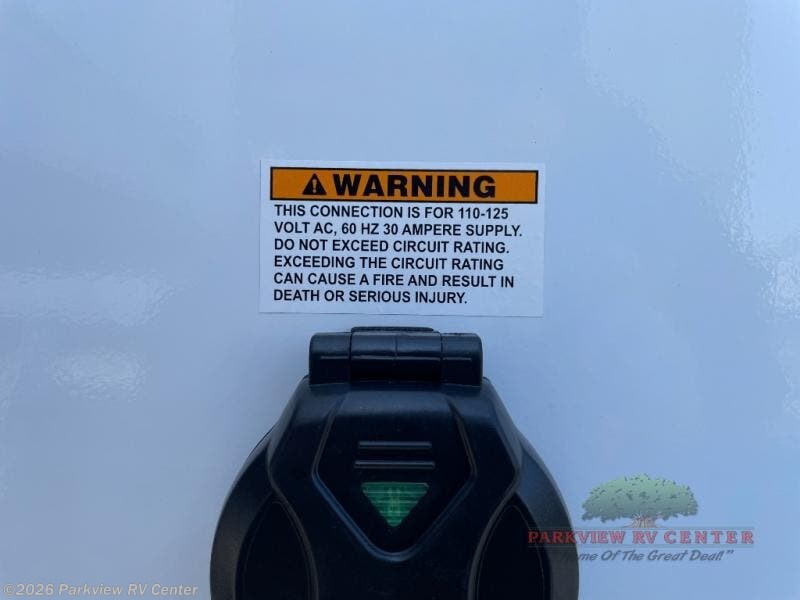 WARNING
THIS CONNECTION IS FOR 110-125
VOLT AC, 60 HZ 30 AMPERE SUPPLY.
DO NOT EXCEED CIRCUIT RATING.
EXCEEDING THE CIRCUIT RATING
CAN CAUSE A FIRE AND RESULT IN
DEATH OR SERIOUS INJURY.
PARKVIEW RV CENTER
"Home Of The Great Deal!"
©2026 Parkview RV Center